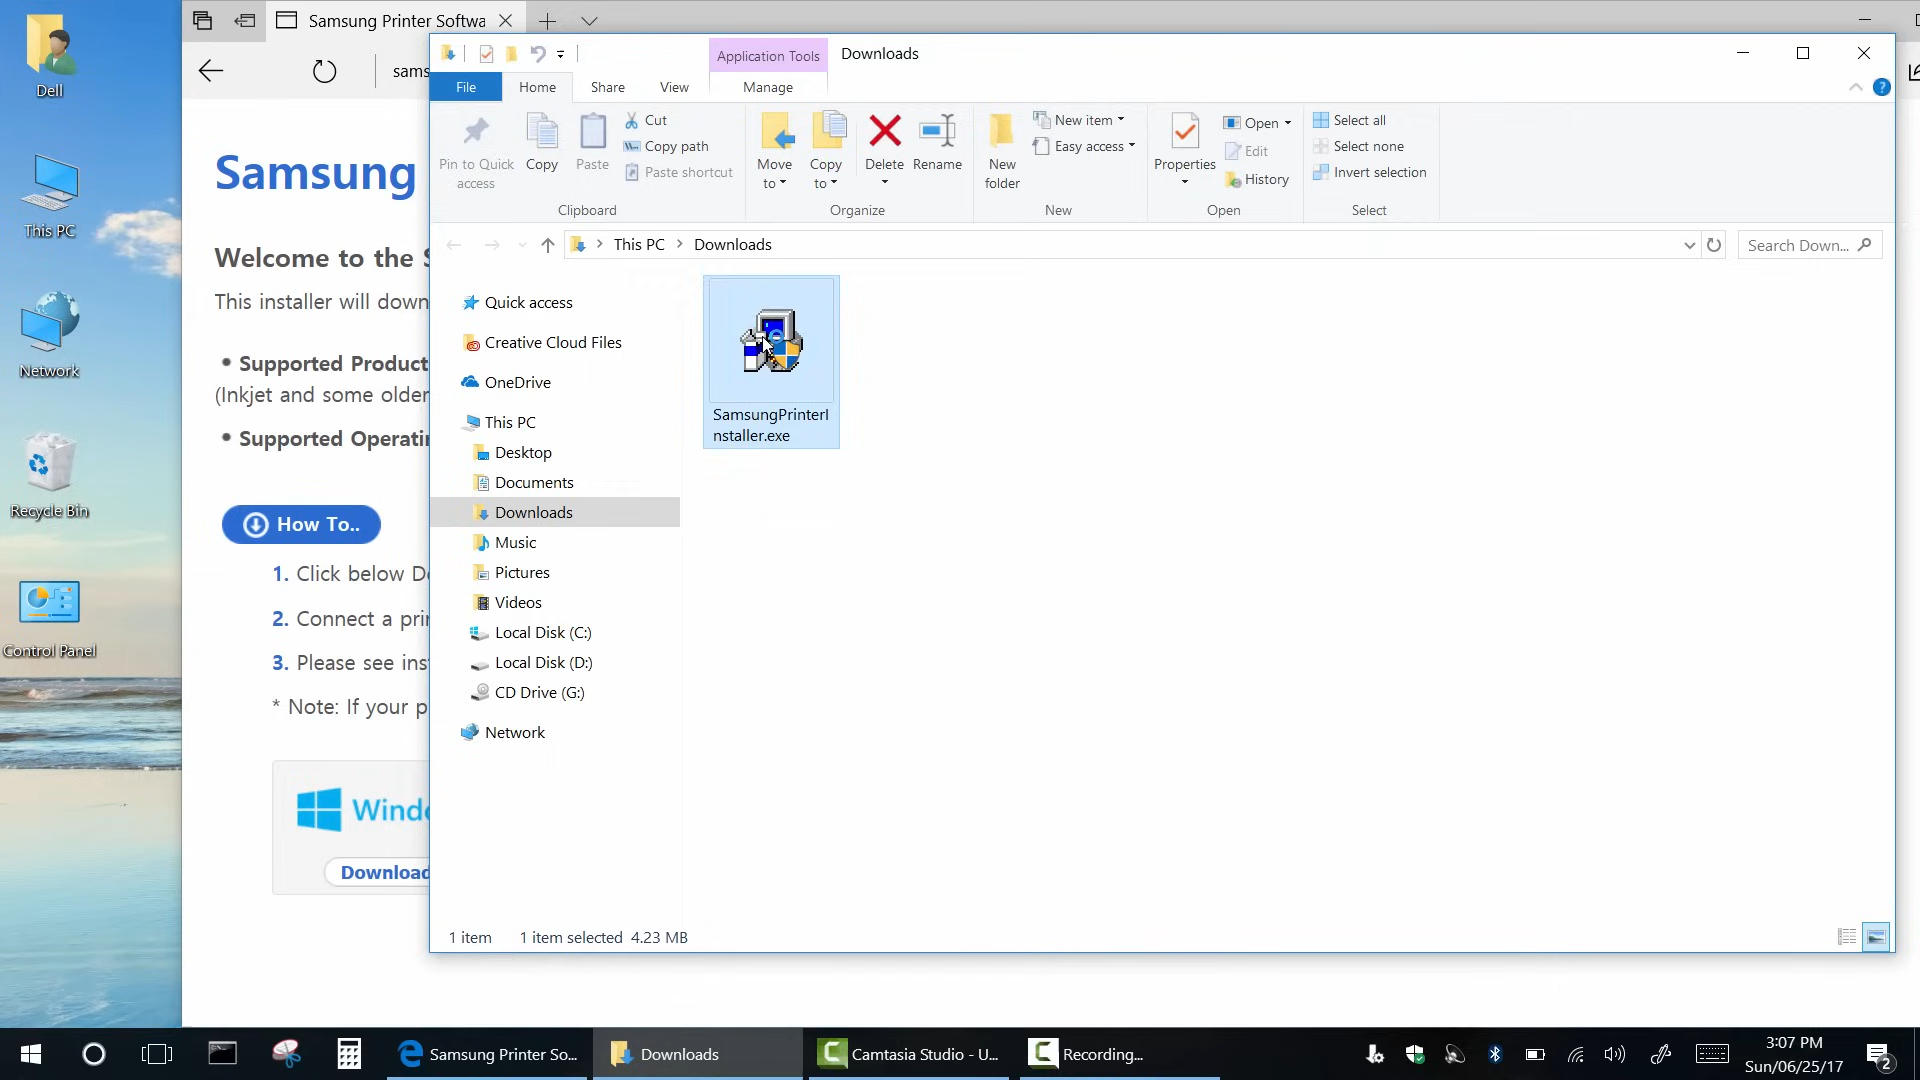 Dell
This PC
Network
Recycle Bin
Control Panel
Samsung Printer Softwa
sams
Samsung
Welcome to the S
This installer will down
• Supported Product
(Inkjet and some older
• Supported Operatin
How To..
1. Click below Do
2. Connect a prin
3. Please see inst
* Note: If your p
Windo
Download
Application Tools
Downloads
File
Home
Share
View
Manage
Pin to Quick
access
Copy
Paste
Cut
Copy path
Paste shortcut
Clipboard
Move
to
Copy
to
Delete
Rename
Organize
New
folder
New item
Easy access
New
Properties
Open
Edit
History
Open
Select all
Select none
Invert selection
Select
This PC
Downloads
Search Down...
Quick access
Creative Cloud Files
OneDrive
This PC
Desktop
Documents
Downloads
Music
Pictures
Videos
Local Disk (C:)
Local Disk (D:)
CD Drive (G:)
Network
SamsungPrinterI
nstaller.exe
1 item
1 item selected 4.23 MB
Samsung Printer So...
Downloads
Camtasia Studio - U...
Recording...
3:07 PM
Sun/06/25/17
2